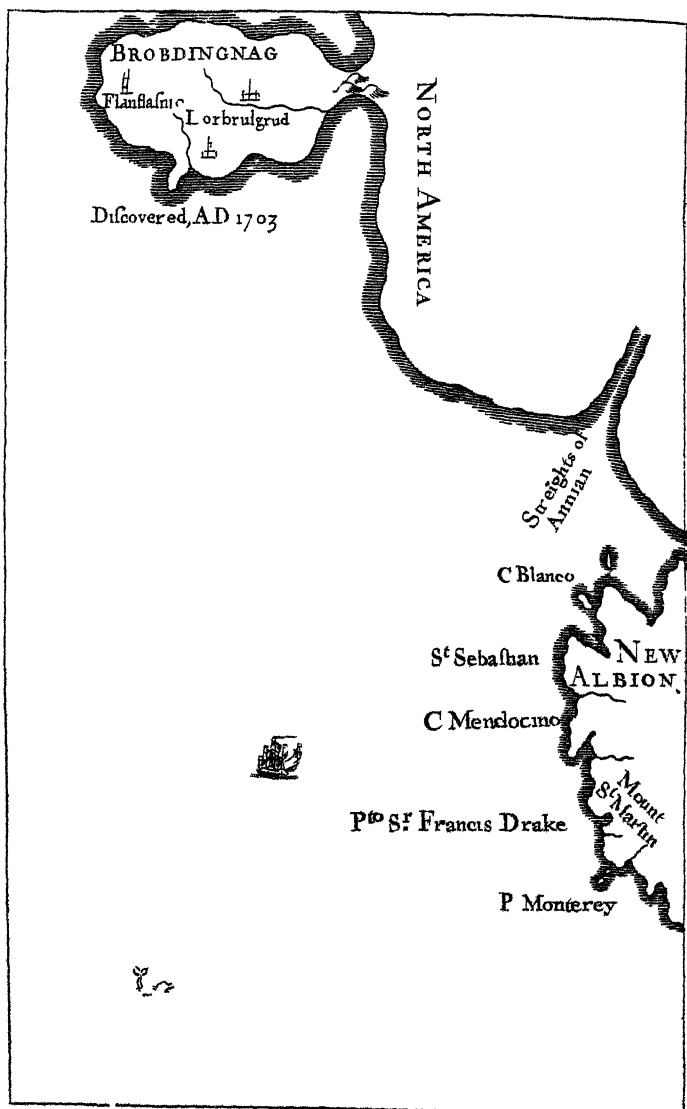 BROBDINGNAG
Flanflasnic
Lorbrulgrud
Diſcovered, AD 1703
NORTH AMERICA
Streights of
Annian
C Blanco
St Sebaſtian
NEW
ALBION
C Mendocino
Mount
St Martin
Pto Sr. Francis Drake
P Monterey